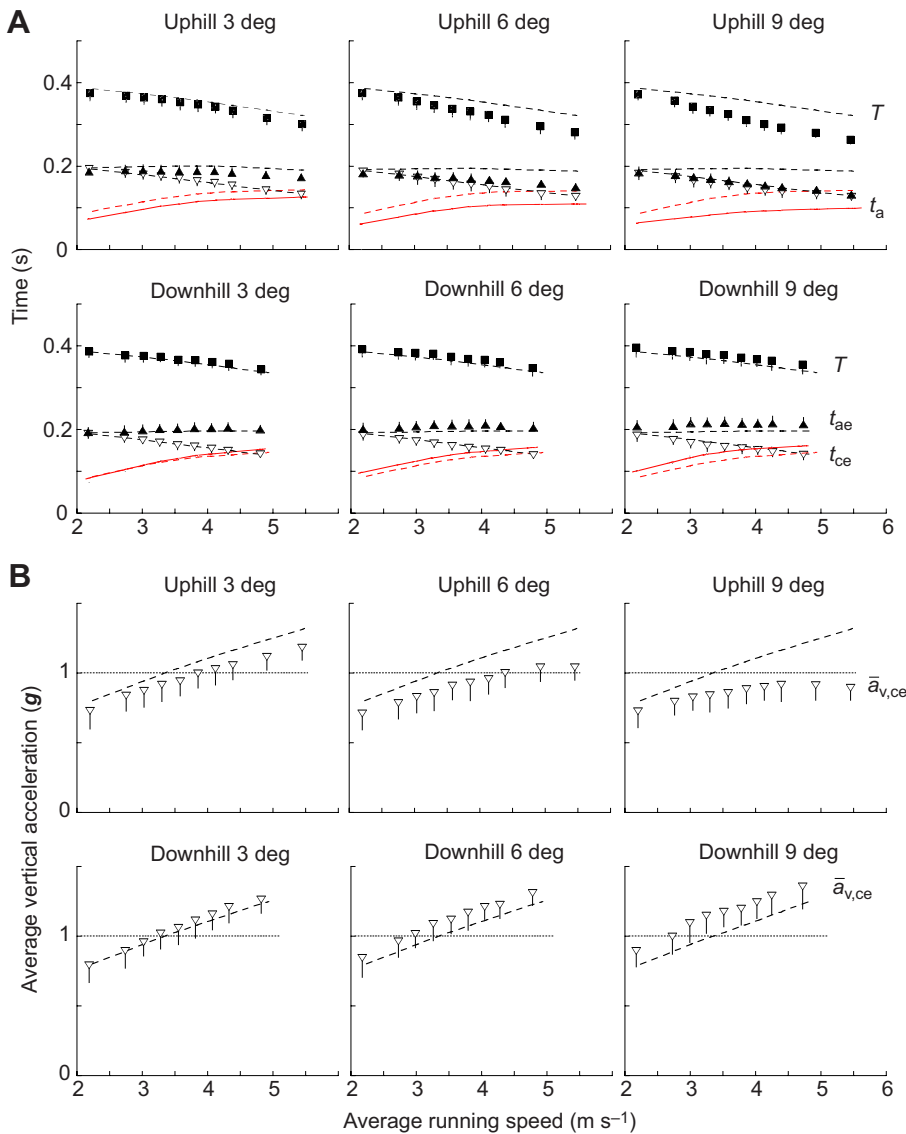 A
Uphill 3 deg Uphill 6 deg Uphill 9 deg
0.4
T
0.2
tₐ
0
Downhill 3 deg Downhill 6 deg Downhill 9 deg
0.4
T
0.2
tₐₑ
t_ce
0
2 3 4 5 2 3 4 5 2 3 4 5 6
Time (s)
B
Uphill 3 deg Uphill 6 deg Uphill 9 deg
1
a̅_v,ce
0
Downhill 3 deg Downhill 6 deg Downhill 9 deg
a̅_v,ce
1
0
2 3 4 5 2 3 4 5 2 3 4 5 6
Average vertical acceleration (g)
Average running speed (m s⁻¹)